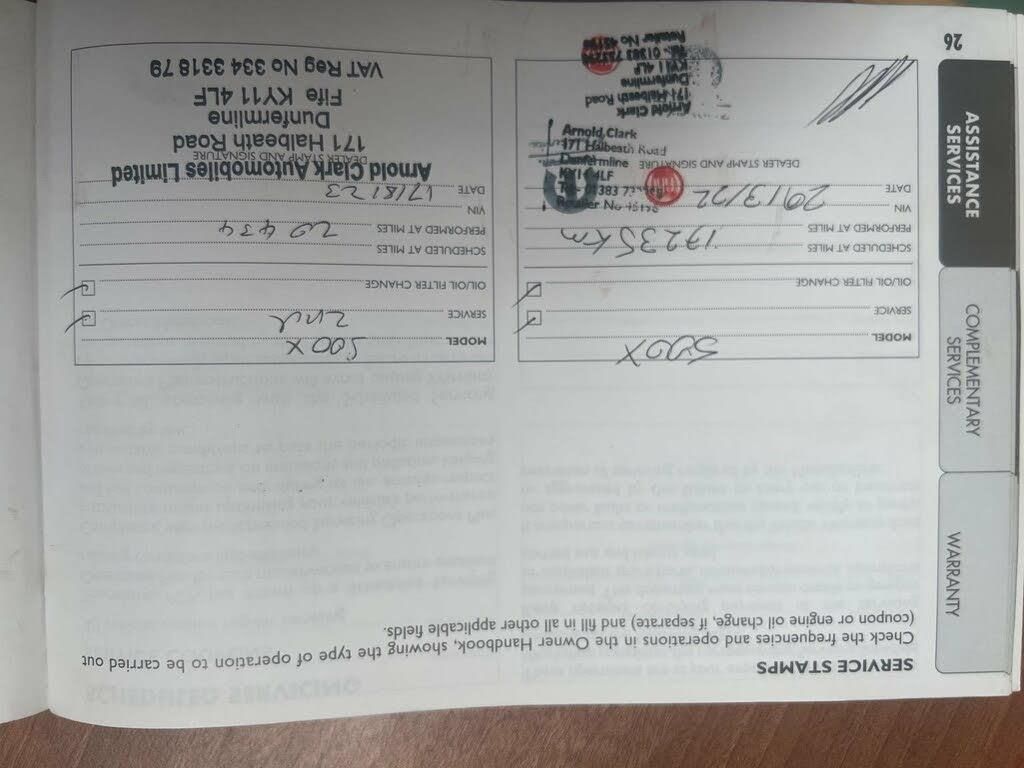 SERVICE STAMPS
Check the frequencies and operations in the Owner Handbook, showing the type of operation to be carried out
(coupon or engine oil change, if separate) and fill in all other applicable fields.
WARRANTY
COMPLEMENTARY
SERVICES
ASSISTANCE
SERVICES
MODEL 500X
SERVICE
OIL/OIL FILTER CHANGE
SCHEDULED AT MILES
PERFORMED AT MILES 17235 km
VIN
DATE 29/3/22
DEALER STAMP AND SIGNATURE
Arnold Clark
171 Halbeath Road
Dunfermline
KY11 4LF
Arnold Clark
171 Halbeath Road
Dunfermline
KY11 4LF
MODEL 500X
SERVICE 2nd
OIL/OIL FILTER CHANGE
SCHEDULED AT MILES
PERFORMED AT MILES 20434
VIN
DATE 17/8/23
DEALER STAMP AND SIGNATURE
Arnold Clark Automobiles Limited
171 Halbeath Road
Dunfermline
Fife KY11 4LF
VAT Reg No 334 3318 79
26